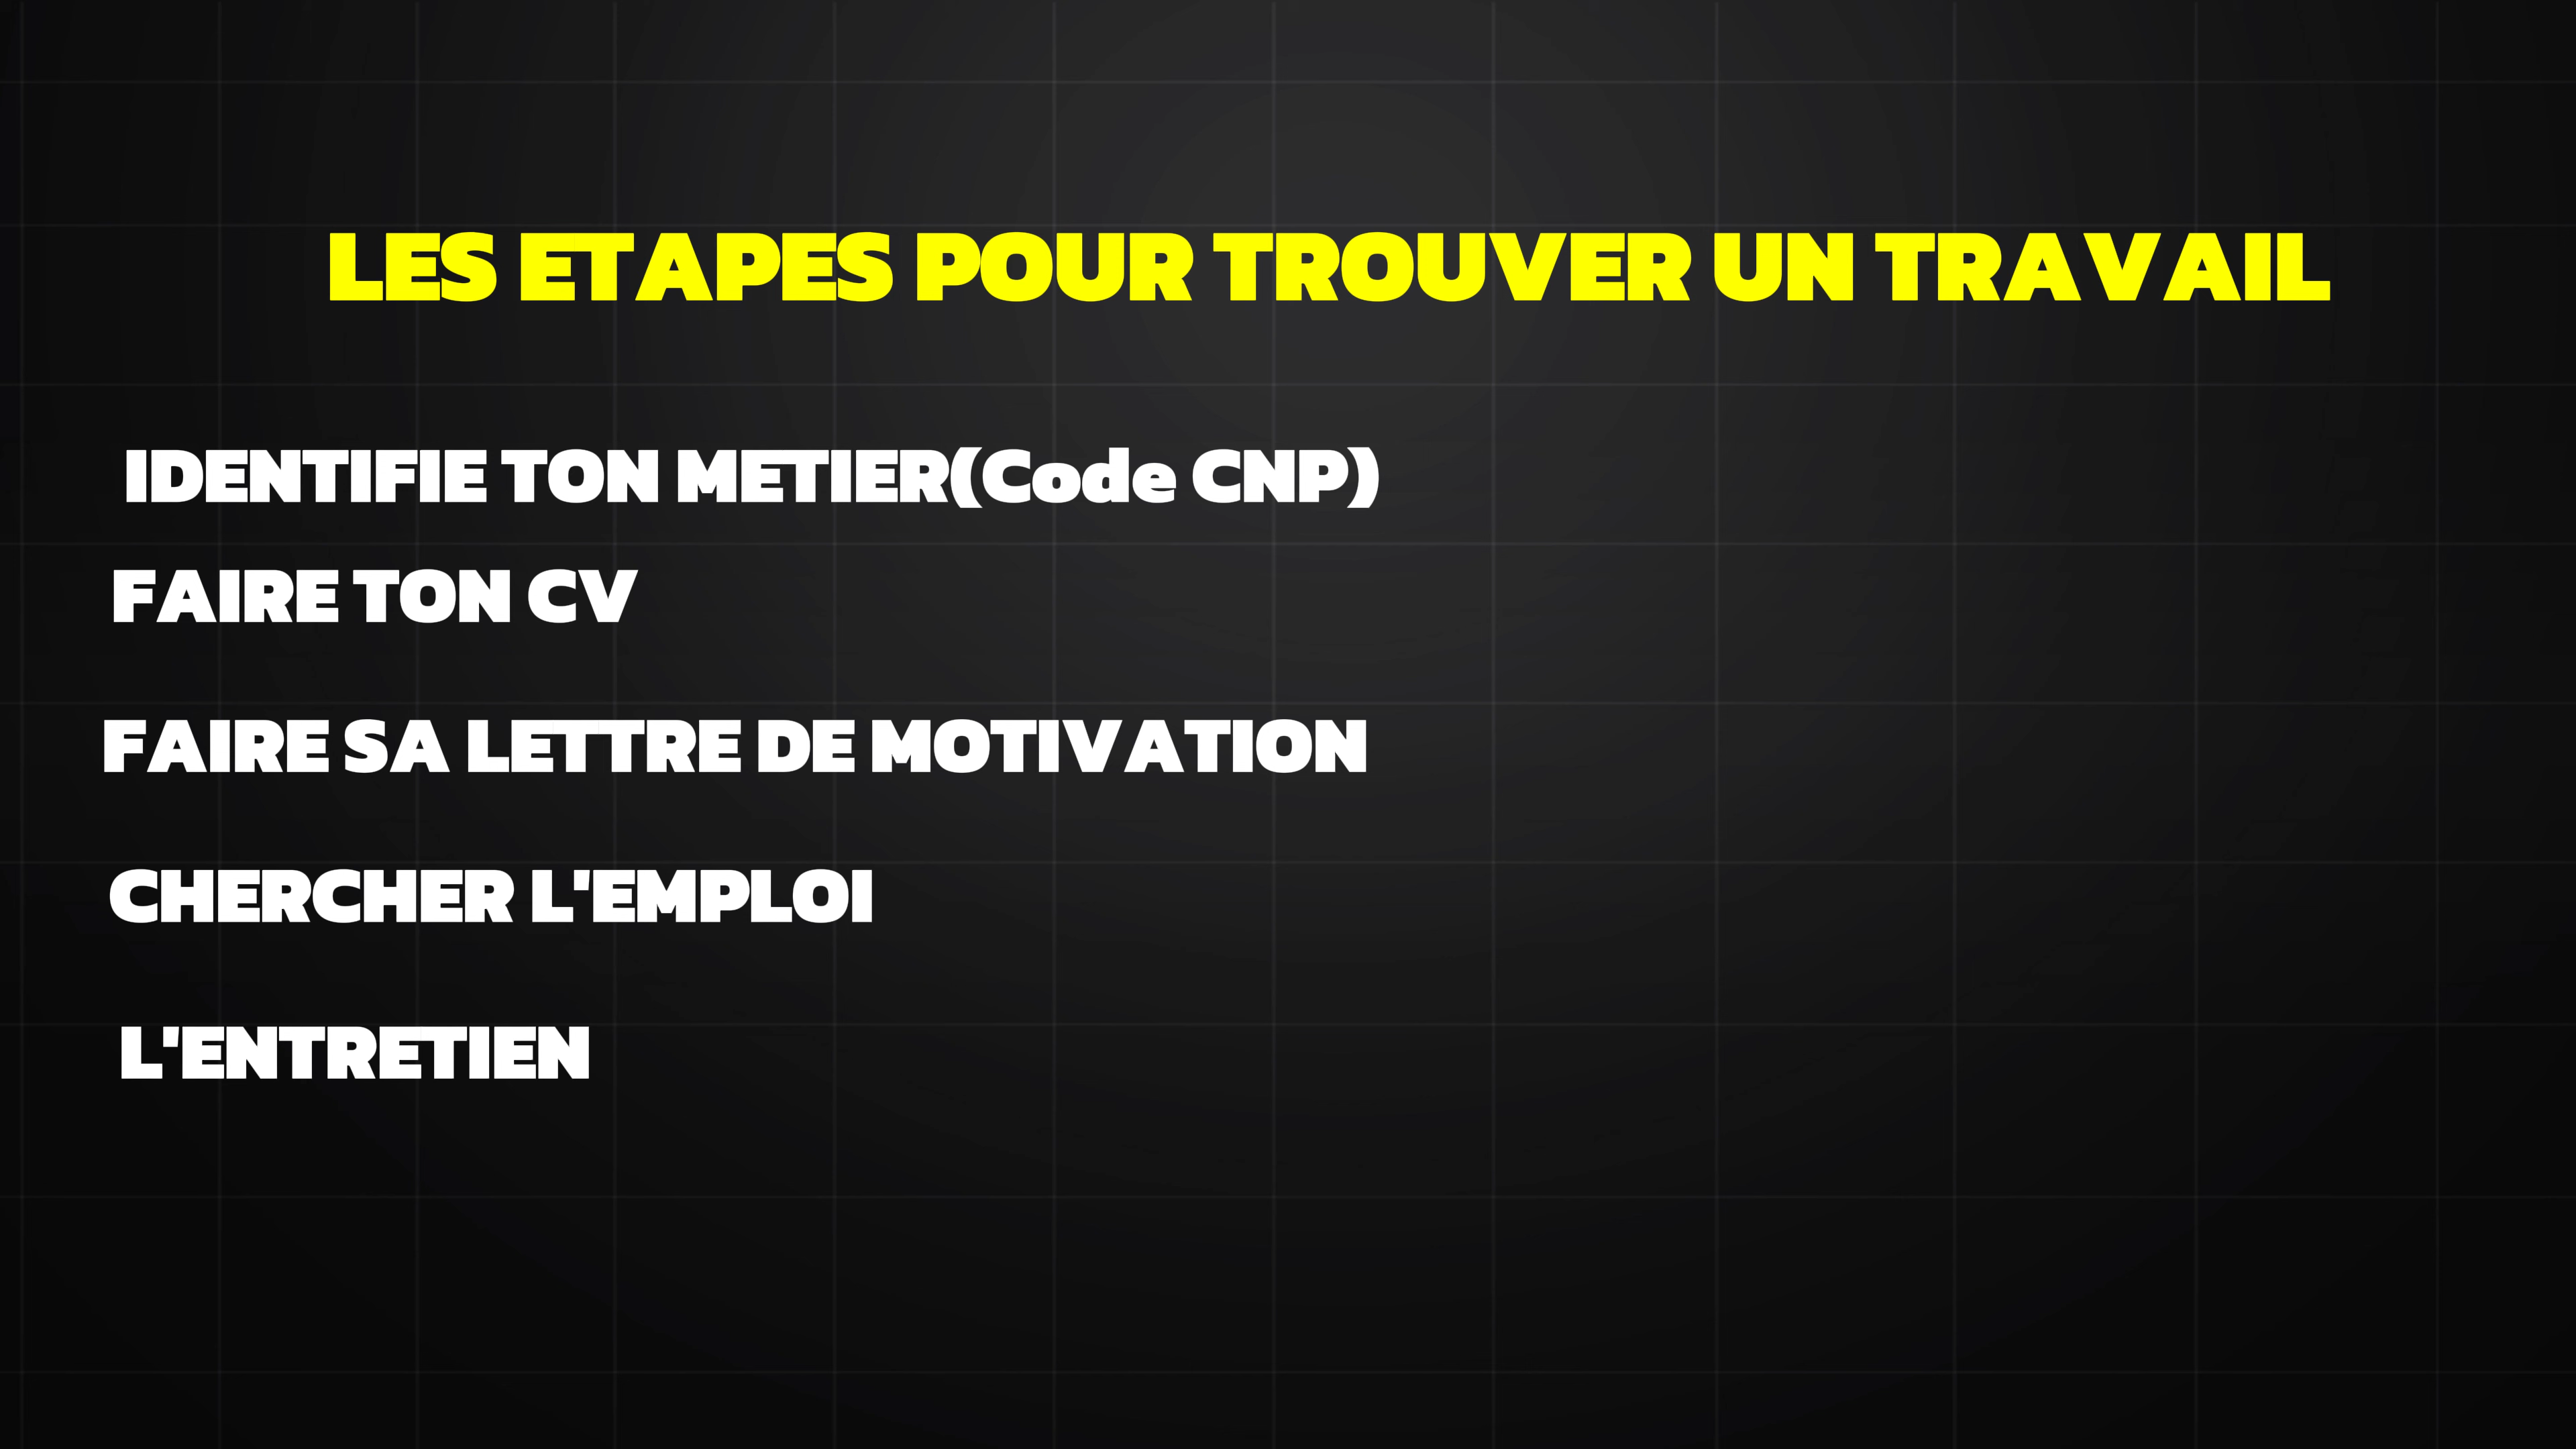 LES ETAPES POUR TROUVER UN TRAVAIL
IDENTIFIE TON METIER(Code CNP)
FAIRE TON CV
FAIRE SA LETTRE DE MOTIVATION
CHERCHER L'EMPLOI
L'ENTRETIEN